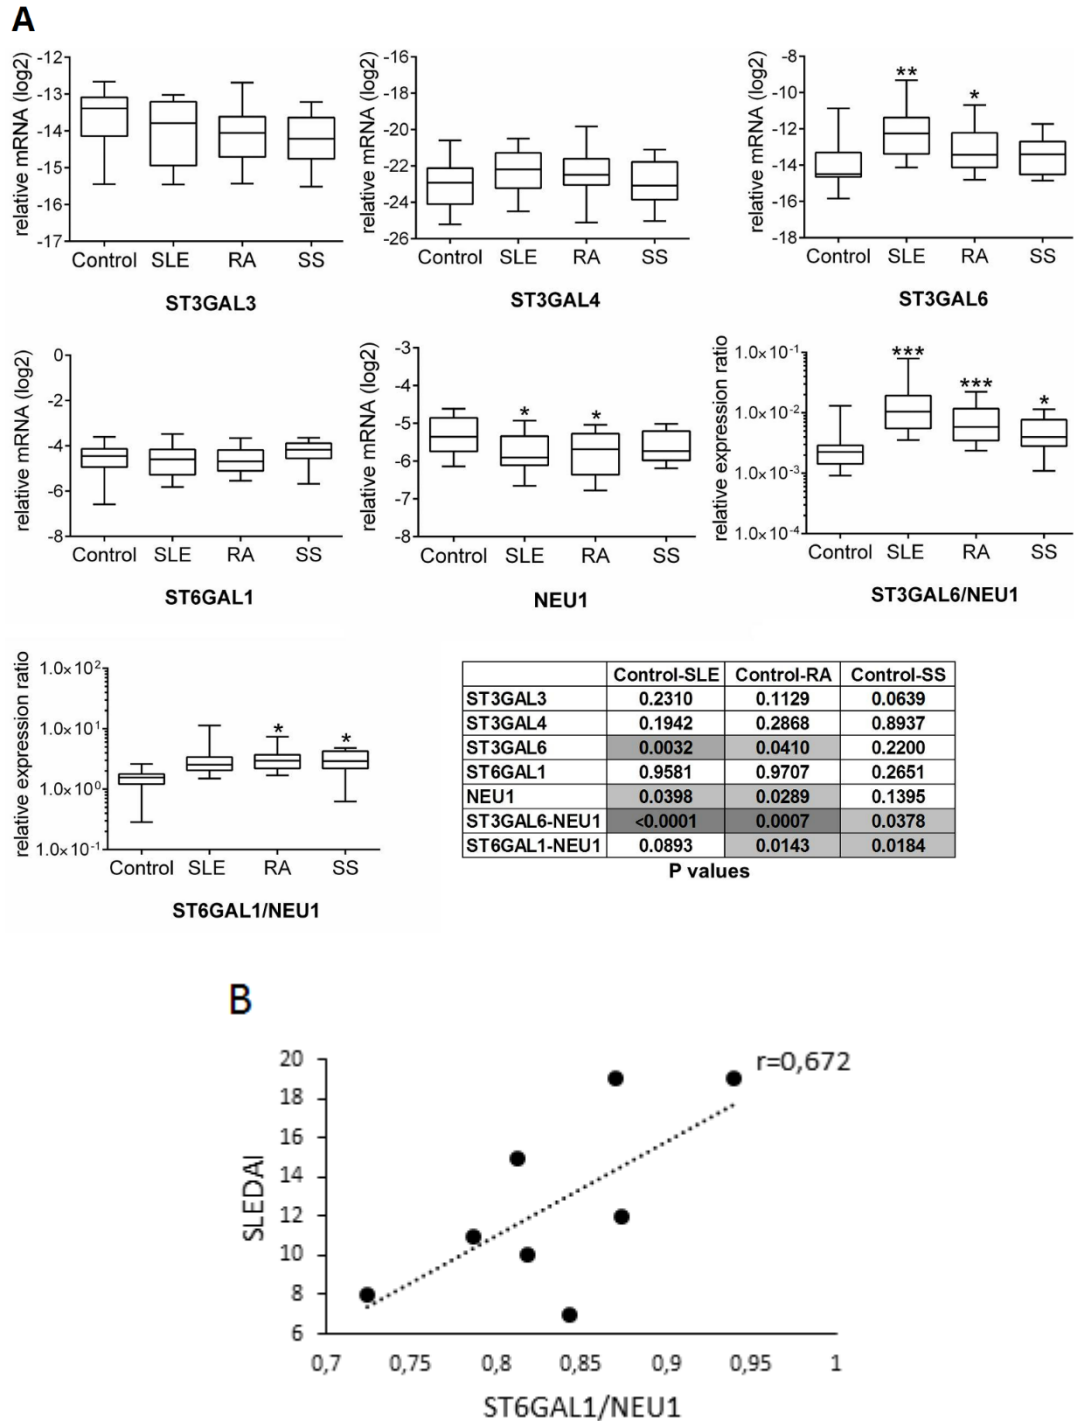 A
relative mRNA (log2)
-12
-13
-14
-15
-16
-17
Control SLE RA SS
ST3GAL3
relative mRNA (log2)
-16
-18
-20
-22
-24
-26
Control SLE RA SS
ST3GAL4
relative mRNA (log2)
-8
-10
-12
-14
-16
-18
** *
Control SLE RA SS
ST3GAL6
relative mRNA (log2)
0
-4
-6
-8
Control SLE RA SS
ST6GAL1
relative mRNA (log2)
-3
-4
-5
-6
-7
-8
* *
Control SLE RA SS
NEU1
relative expression ratio
1.0×10-1
1.0×10-2
1.0×10-3
1.0×10-4
*** *** *
Control SLE RA SS
ST3GAL6/NEU1
relative expression ratio
1.0×102
1.0×101
1.0×100
1.0×10-1
* *
Control SLE RA SS
ST6GAL1/NEU1
Control-SLE Control-RA Control-SS
ST3GAL3 0.2310 0.1129 0.0639
ST3GAL4 0.1942 0.2868 0.8937
ST3GAL6 0.0032 0.0410 0.2200
ST6GAL1 0.9581 0.9707 0.2651
NEU1 0.0398 0.0289 0.1395
ST3GAL6-NEU1 <0.0001 0.0007 0.0378
ST6GAL1-NEU1 0.0893 0.0143 0.0184
P values
B
SLEDAI
20
18
16
14
12
10
8
6
r=0,672
0,7 0,75 0,8 0,85 0,9 0,95 1
ST6GAL1/NEU1